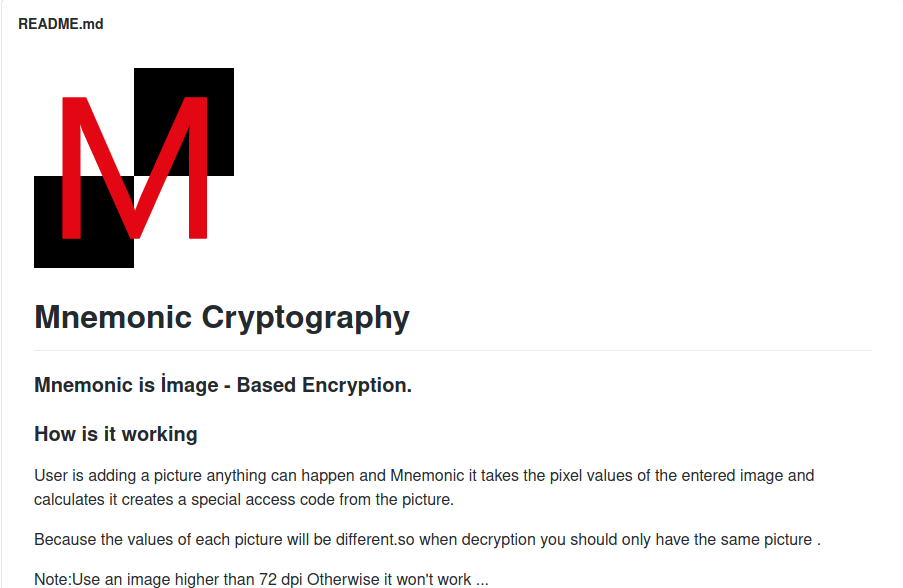 README.md
M
Mnemonic Cryptography
Mnemonic is İmage - Based Encryption.
How is it working
User is adding a picture anything can happen and Mnemonic it takes the pixel values of the entered image and
calculates it creates a special access code from the picture.
Because the values of each picture will be different.so when decryption you should only have the same picture .
Note:Use an image higher than 72 dpi Otherwise it won't work ...